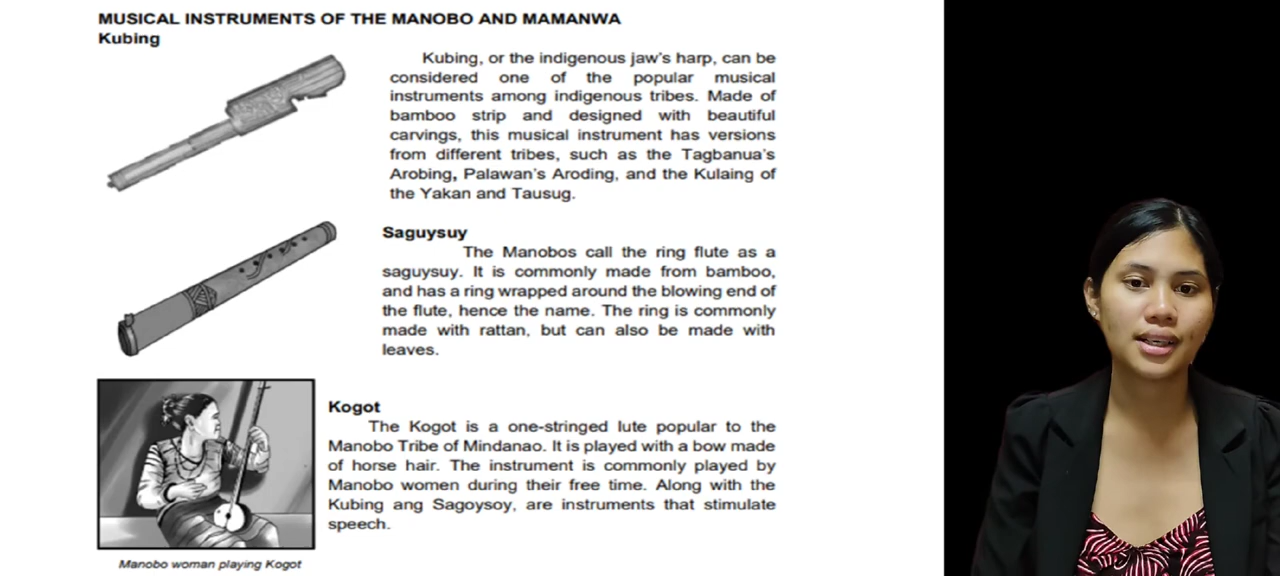 MUSICAL INSTRUMENTS OF THE MANOBO AND MAMANWA
Kubing
Kubing, or the indigenous jaw's harp, can be
considered one of the popular musical
instruments among indigenous tribes. Made of
bamboo strip and designed with beautiful
carvings, this musical instrument has versions
from different tribes, such as the Tagbanua's
Arobing, Palawan's Aroding, and the Kulaing of
the Yakan and Tausug.
Saguysuy
The Manobos call the ring flute as a
saguysuy. It is commonly made from bamboo,
and has a ring wrapped around the blowing end of
the flute, hence the name. The ring is commonly
made with rattan, but can also be made with
leaves.
Kogot
The Kogot is a one-stringed lute popular to the
Manobo Tribe of Mindanao. It is played with a bow made
of horse hair. The instrument is commonly played by
Manobo women during their free time. Along with the
Kubing ang Sagoysoy, are instruments that stimulate
speech.
Manobo woman playing Kogot